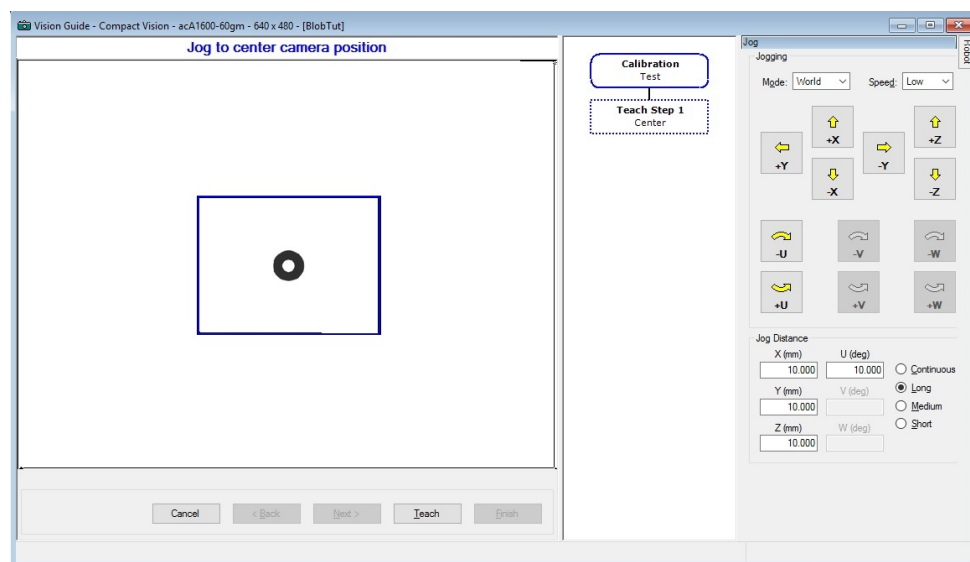 Vision Guide - Compact Vision - acA1600-60gm - 640 x 480 - [BlobTut]
Jog to center camera position
Calibration
Test
Teach Step 1
Center
Cancel
< Back
Next >
Teach
Finish
Jog
Robot
Jogging
Mode: World Speed: Low
+X +Z
+Y -Y
-X -Z
-U -V -W
+U +V +W
Jog Distance
X (mm) U (deg)
10.000 10.000
Y (mm) V (deg)
10.000
Z (mm) W (deg)
10.000
Continuous
Long
Medium
Short